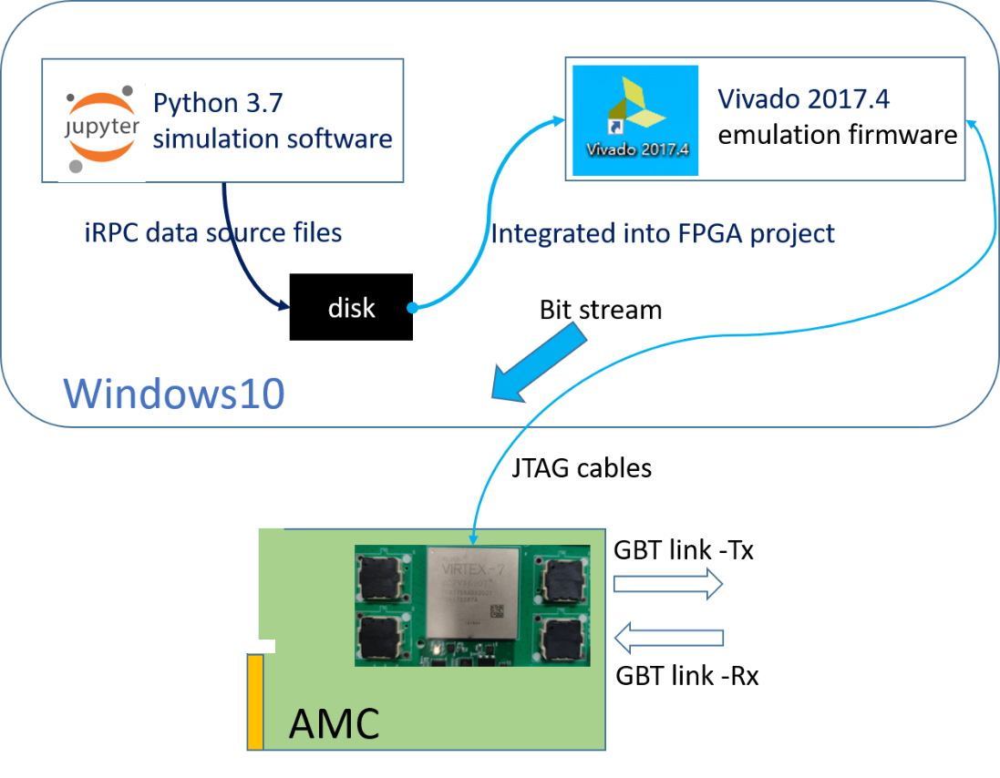 jupyter
Python 3.7
simulation software
Vivado 2017.4
Vivado 2017.4
emulation firmware
iRPC data source files
Integrated into FPGA project
disk
Bit stream
Windows10
JTAG cables
VIRTEX-7
GBT link -Tx
GBT link -Rx
AMC